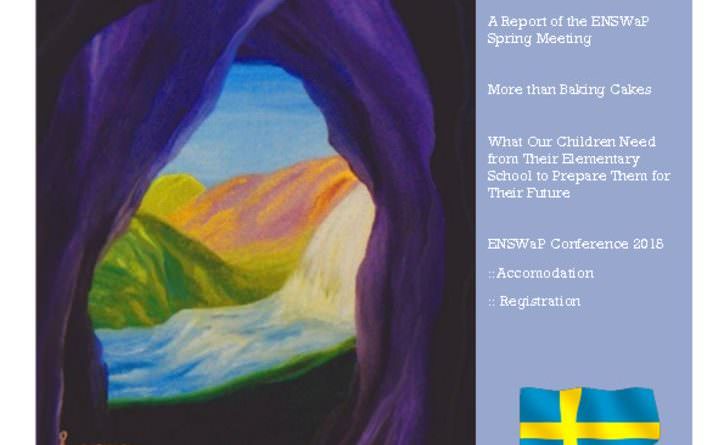 A Report of the ENSWaP
Spring Meeting
More than Baking Cakes
What Our Children Need
from Their Elementary
School to Prepare Them for
Their Future
ENSWaP Conference 2018
::Accomodation
:: Registration